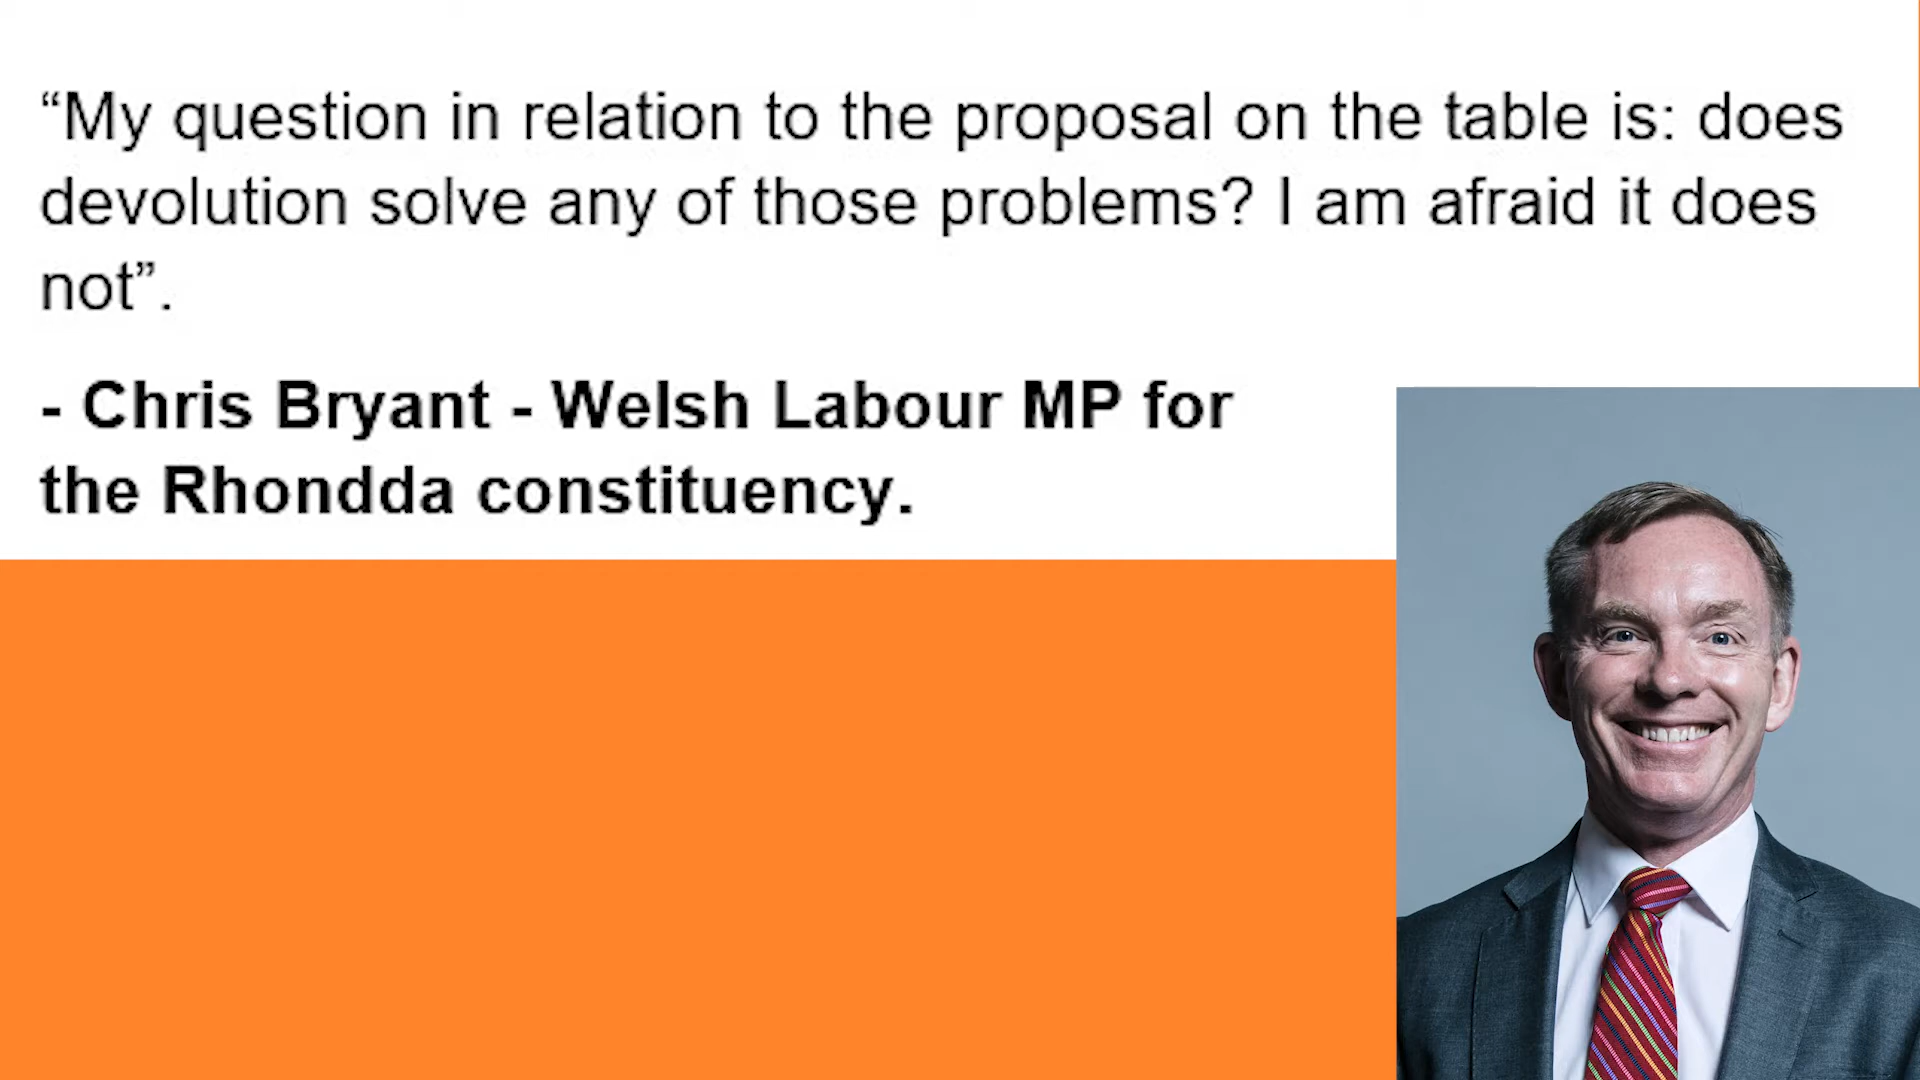 “My question in relation to the proposal on the table is: does
devolution solve any of those problems? I am afraid it does
not”.
- Chris Bryant - Welsh Labour MP for
the Rhondda constituency.